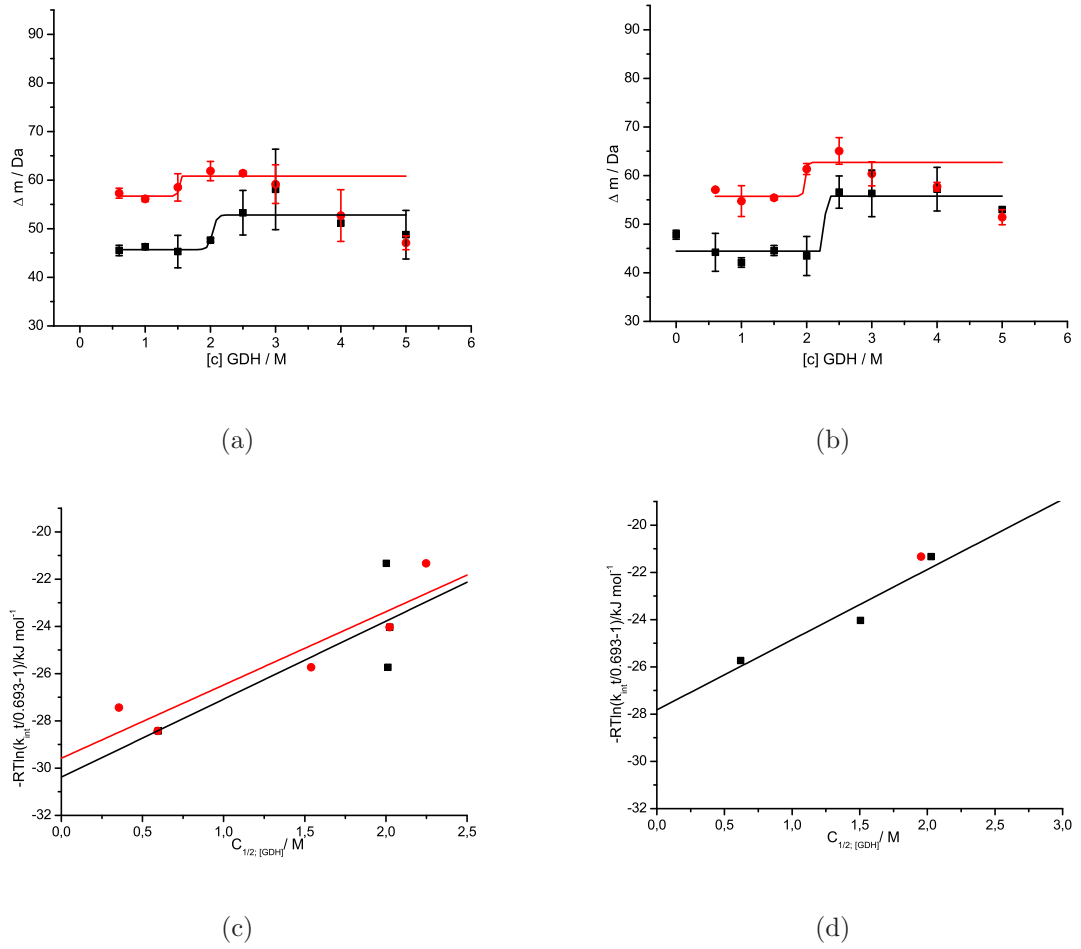 90
80
70
60
50
40
30
Δ m / Da
0 1 2 3 4 5 6
[c] GDH / M
(a)
90
80
70
60
50
40
30
Δ m / Da
0 1 2 3 4 5 6
[c] GDH / M
(b)
-20
-22
-24
-26
-28
-30
-32
-RTln(k_int t/0.693-1)/kJ mol⁻¹
0,0 0,5 1,0 1,5 2,0 2,5
C_1/2; [GDH]/ M
(c)
-20
-22
-24
-26
-28
-30
-32
-RTln(k_int t/0.693-1)/kJ mol⁻¹
0,0 0,5 1,0 1,5 2,0 2,5 3,0
C_1/2; [GDH]/ M
(d)